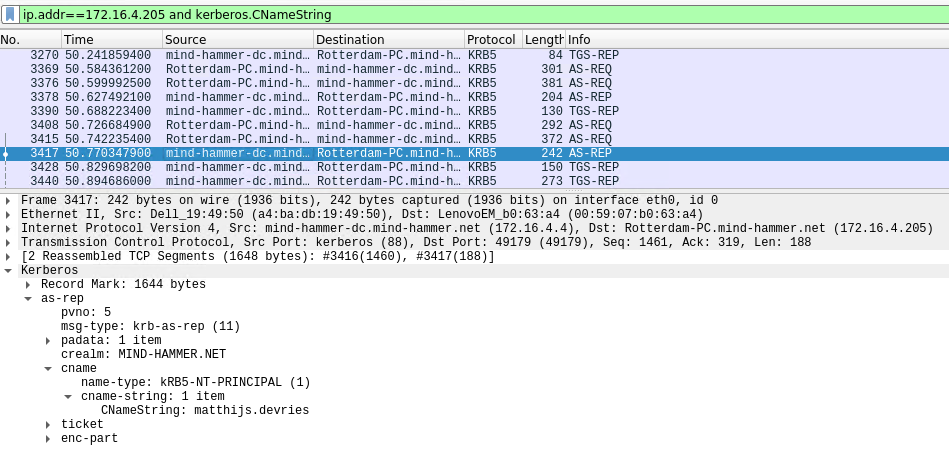 ip.addr==172.16.4.205 and kerberos.CNameString
No. Time Source Destination Protocol Length Info
3270 50.241859400 mind-hammer-dc.mind… Rotterdam-PC.mind-h… KRB5 84 TGS-REP
3369 50.584361200 Rotterdam-PC.mind-h… mind-hammer-dc.mind… KRB5 301 AS-REQ
3376 50.599992500 Rotterdam-PC.mind-h… mind-hammer-dc.mind… KRB5 381 AS-REQ
3378 50.627492100 mind-hammer-dc.mind… Rotterdam-PC.mind-h… KRB5 204 AS-REP
3390 50.688223400 mind-hammer-dc.mind… Rotterdam-PC.mind-h… KRB5 130 TGS-REP
3408 50.726684900 Rotterdam-PC.mind-h… mind-hammer-dc.mind… KRB5 292 AS-REQ
3415 50.742235400 Rotterdam-PC.mind-h… mind-hammer-dc.mind… KRB5 372 AS-REQ
3417 50.770347900 mind-hammer-dc.mind… Rotterdam-PC.mind-h… KRB5 242 AS-REP
3428 50.829698200 mind-hammer-dc.mind… Rotterdam-PC.mind-h… KRB5 150 TGS-REP
3440 50.894686000 mind-hammer-dc.mind… Rotterdam-PC.mind-h… KRB5 273 TGS-REP
Frame 3417: 242 bytes on wire (1936 bits), 242 bytes captured (1936 bits) on interface eth0, id 0
Ethernet II, Src: Dell_19:49:50 (a4:ba:db:19:49:50), Dst: LenovoEM_b0:63:a4 (00:59:07:b0:63:a4)
Internet Protocol Version 4, Src: mind-hammer-dc.mind-hammer.net (172.16.4.4), Dst: Rotterdam-PC.mind-hammer.net (172.16.4.205)
Transmission Control Protocol, Src Port: kerberos (88), Dst Port: 49179 (49179), Seq: 1461, Ack: 319, Len: 188
[2 Reassembled TCP Segments (1648 bytes): #3416(1460), #3417(188)]
Kerberos
Record Mark: 1644 bytes
as-rep
pvno: 5
msg-type: krb-as-rep (11)
padata: 1 item
crealm: MIND-HAMMER.NET
cname
name-type: kRB5-NT-PRINCIPAL (1)
cname-string: 1 item
CNameString: matthijs.devries
ticket
enc-part